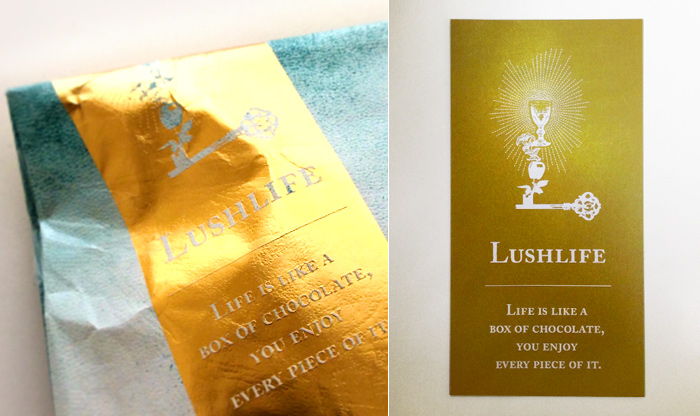 LUSHLIFE
LIFE IS LIKE A
BOX OF CHOCOLATE,
YOU ENJOY
EVERY PIECE OF IT.
LUSHLIFE
LIFE IS LIKE A
BOX OF CHOCOLATE,
YOU ENJOY
EVERY PIECE OF IT.